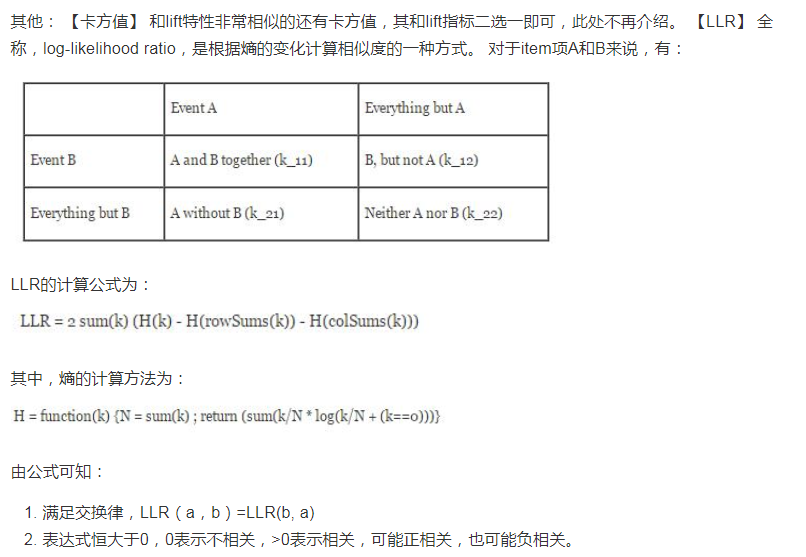 其他： 【卡方值】 和lift特性非常相似的还有卡方值，其和lift指标二选一即可，此处不再介绍。 【LLR】 全
称，log-likelihood ratio，是根据熵的变化计算相似度的一种方式。 对于item项A和B来说，有：
Event A Everything but A
Event B A and B together (k_11) B, but not A (k_12)
Everything but B A without B (k_21) Neither A nor B (k_22)
LLR的计算公式为：
LLR = 2 sum(k) (H(k) - H(rowSums(k)) - H(colSums(k)))
其中，熵的计算方法为：
H = function(k) {N = sum(k) ; return (sum(k/N * log(k/N + (k==0)))}
由公式可知：
1. 满足交换律，LLR（a，b）=LLR(b, a)
2. 表达式恒大于0，0表示不相关，>0表示相关，可能正相关，也可能负相关。